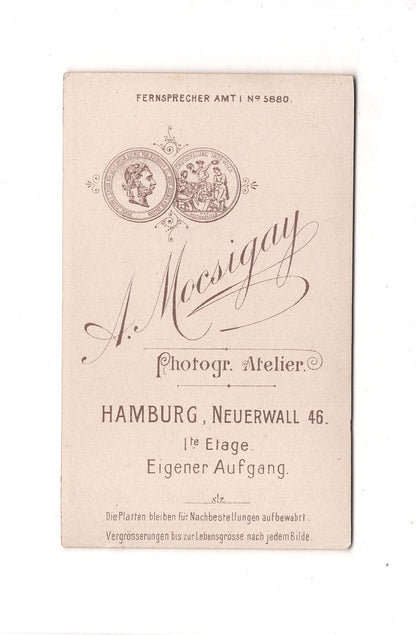 FERNSPRECHER AMT I No 5880.
A. Mocsigay
Photogr. Atelier.
HAMBURG, NEUERWALL 46.
1te Etage.
Eigener Aufgang.
Die Platten bleiben für Nachbestellungen aufbewahrt.
Vergrösserungen bis zur Lebensgrösse nach jedem Bilde.